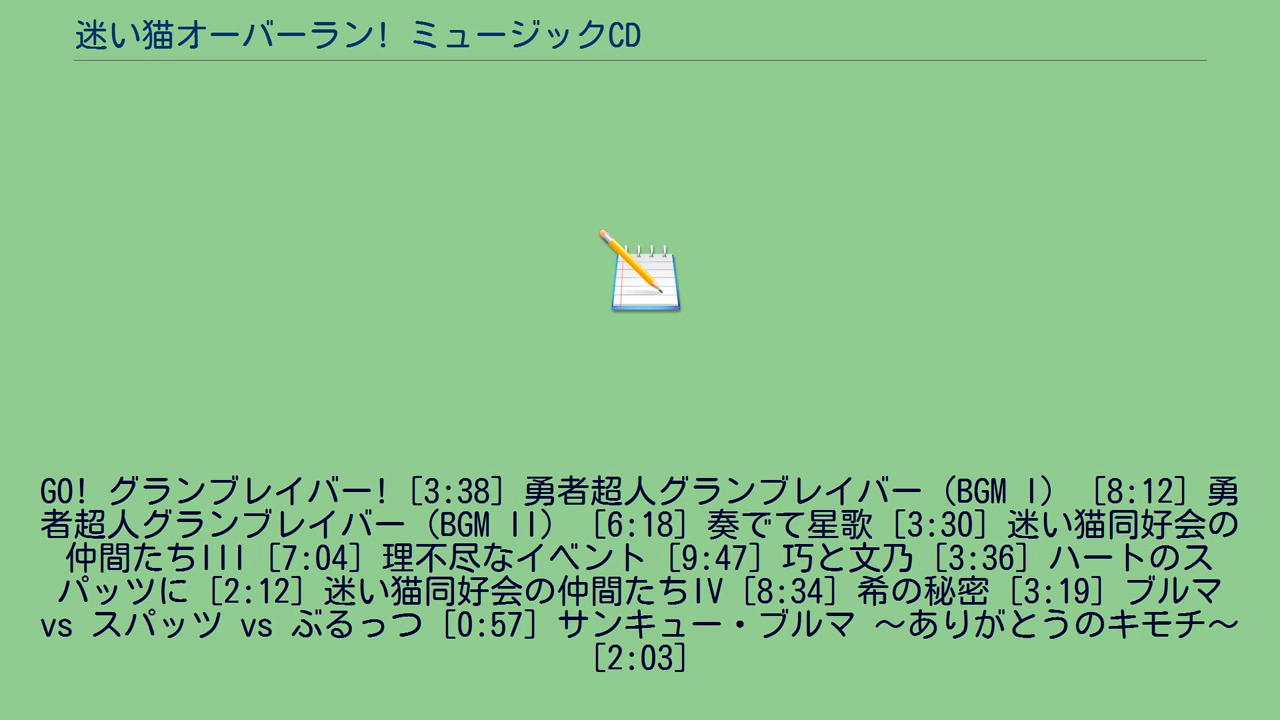 迷い猫オーバーラン! ミュージックCD
GO! グランブレイバー! [3:38] 勇者超人グランブレイバー（BGM I） [8:12] 勇
者超人グランブレイバー（BGM II） [6:18] 奏でて星歌 [3:30] 迷い猫同好会の
仲間たちIII [7:04] 理不尽なイベント [9:47] 巧と文乃 [3:36] ハートのス
パッツに [2:12] 迷い猫同好会の仲間たちIV [8:34] 希の秘密 [3:19] ブルマ
vs スパッツ vs ぶるっつ [0:57] サンキュー・ブルマ 〜ありがとうのキモチ〜
[2:03]